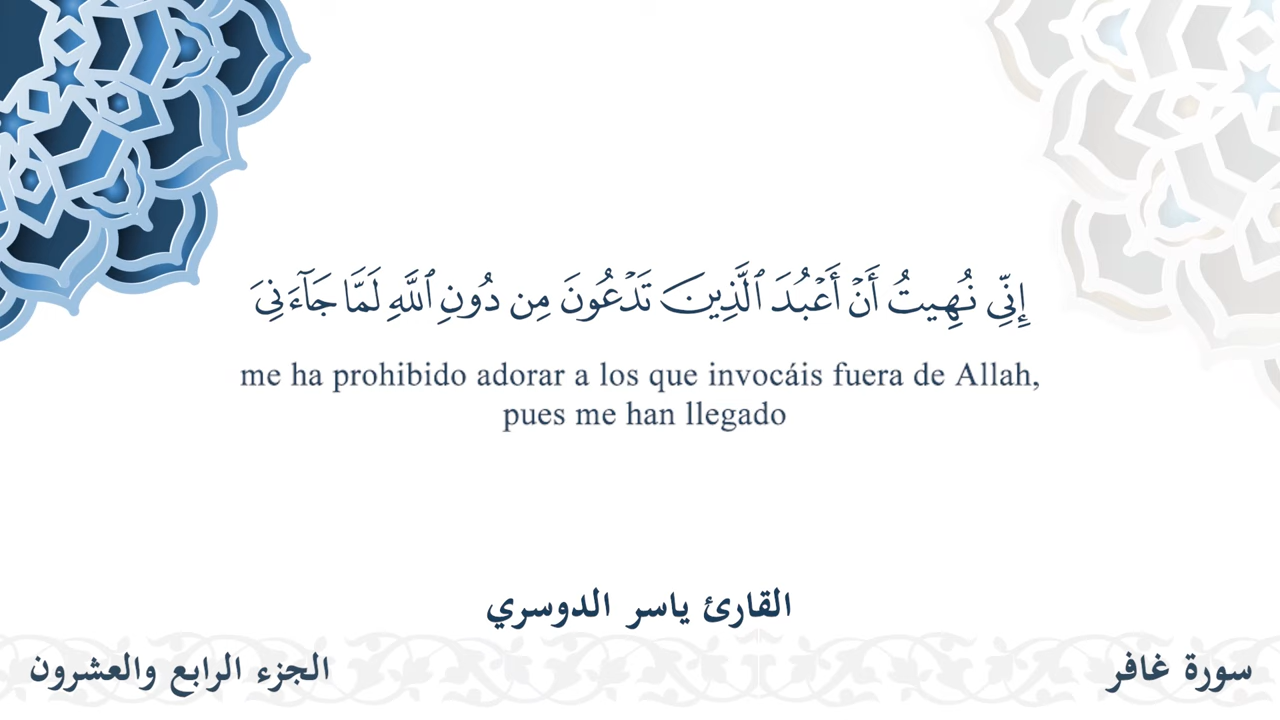 إِنِّي نُهِيتُ أَنْ أَعْبُدَ ٱلَّذِينَ تَدْعُونَ مِن دُونِ ٱللَّهِ لَمَّا جَآءَنِىَ
me ha prohibido adorar a los que invocáis fuera de Allah,
pues me han llegado
القارئ ياسر الدوسري
سورة غافر
الجزء الرابع والعشرون